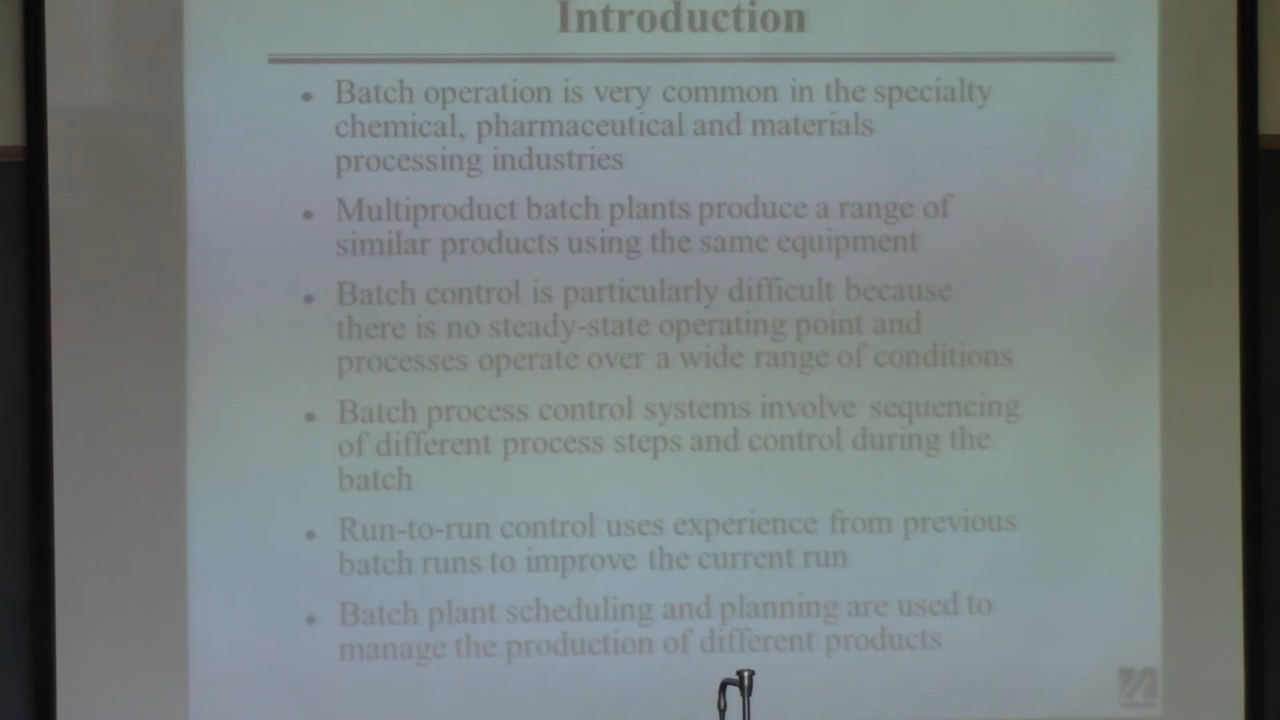 Introduction
• Batch operation is very common in the specialty
chemical, pharmaceutical and materials
processing industries
• Multiproduct batch plants produce a range of
similar products using the same equipment
• Batch control is particularly difficult because
there is no steady-state operating point and
processes operate over a wide range of conditions
• Batch process control systems involve sequencing
of different process steps and control during the
batch
• Run-to-run control uses experience from previous
batch runs to improve the current run
• Batch plant scheduling and planning are used to
manage the production of different products